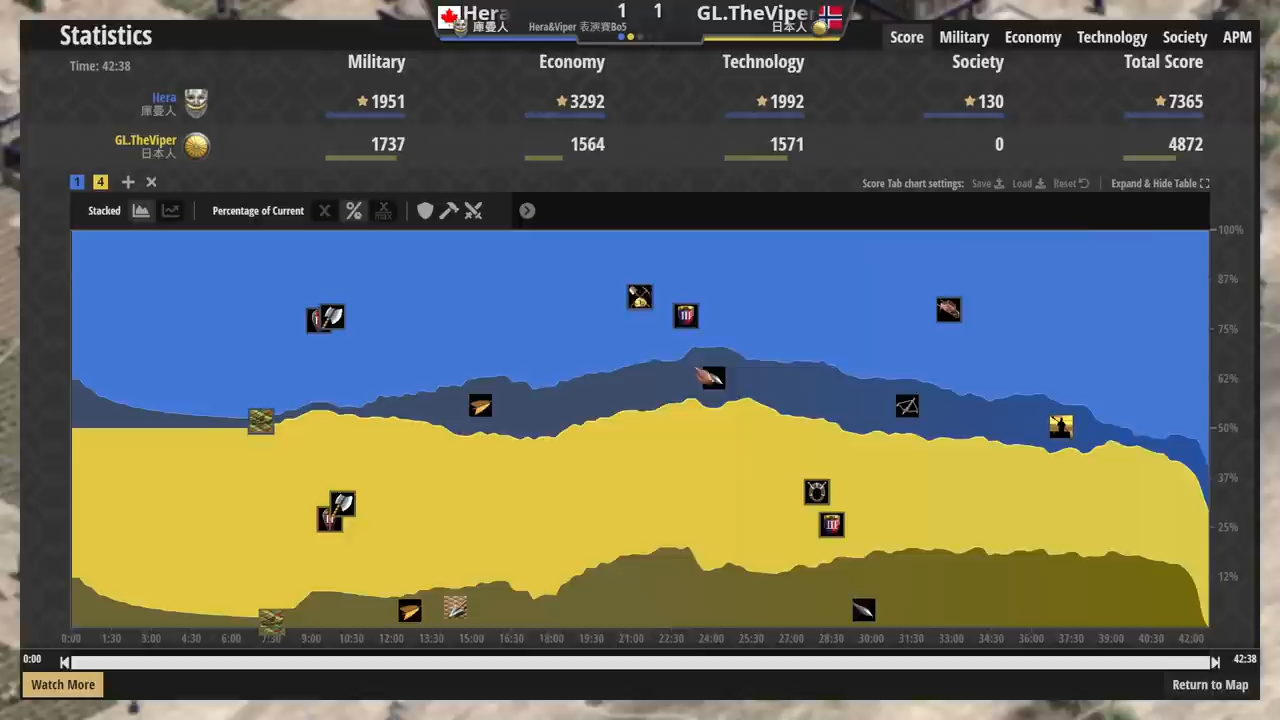 Hera
1
1
GL.TheViper
庫曼人
Hera&Viper 表演賽Bo5
日本人
Statistics
Score Military Economy Technology Society APM
Time: 42:38
Military Economy Technology Society Total Score
Hera
庫曼人
1951 3292 1992 130 7365
GL.TheViper
日本人
1737 1564 1571 0 4872
1 4
Score Tab chart settings: Save Load Reset Expand & Hide Table
Stacked Percentage of Current X % X max
100%
87%
75%
62%
50%
37%
25%
12%
0:00 1:30 3:00 4:30 6:00 7:30 9:00 10:30 12:00 13:30 15:00 16:30 18:00 19:30 21:00 22:30 24:00 25:30 27:00 28:30 30:00 31:30 33:00 34:30 36:00 37:30 39:00 40:30 42:00
0:00 42:38
Watch More
Return to Map